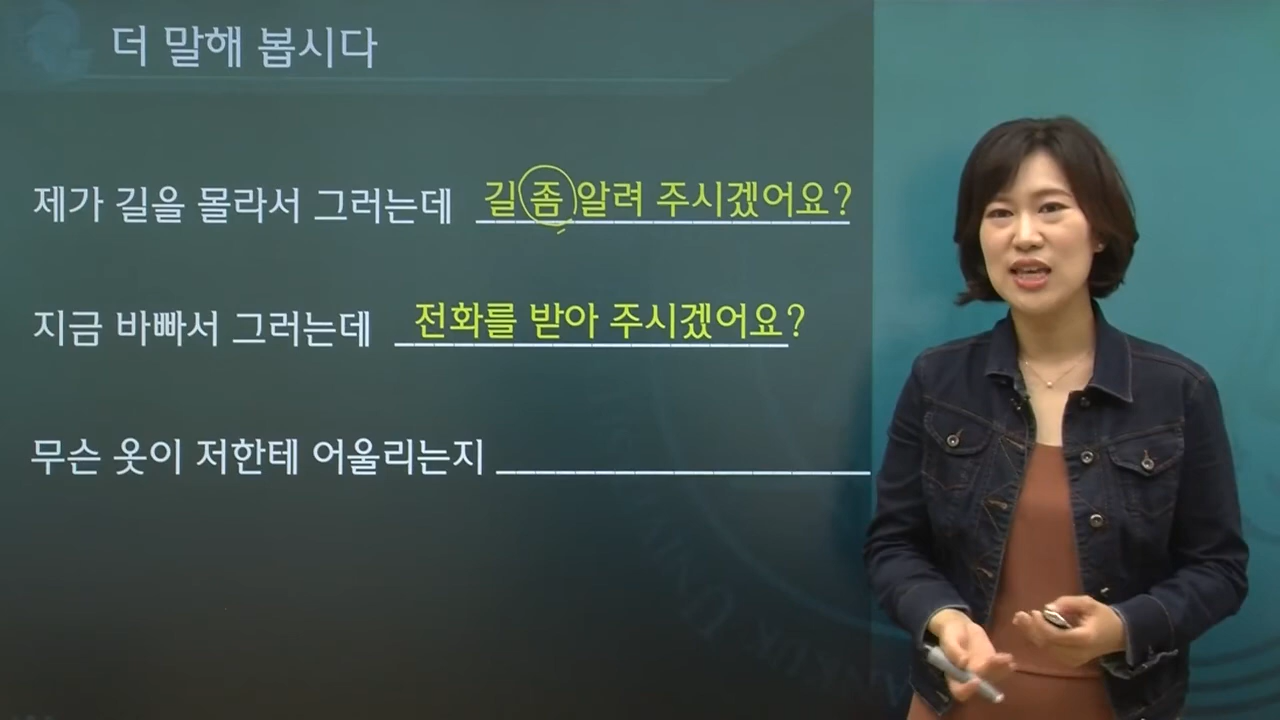 더 말해 봅시다
제가 길을 몰라서 그러는데 길 좀 알려 주시겠어요?
지금 바빠서 그러는데 전화를 받아 주시겠어요?
무슨 옷이 저한테 어울리는지